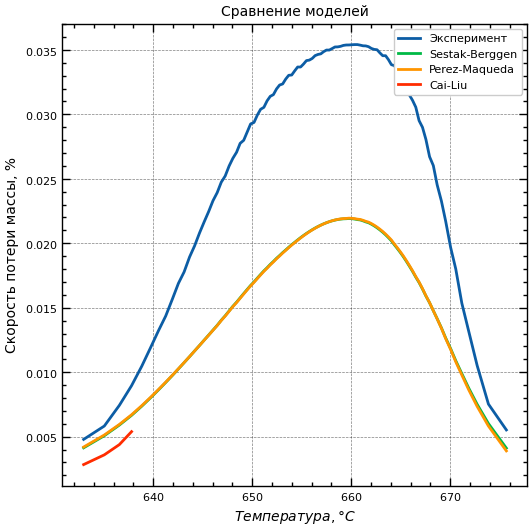 Сравнение моделей
Эксперимент
Sestak-Berggen
Perez-Maqueda
Cai-Liu
Скорость потери массы, %
0.035
0.030
0.025
0.020
0.015
0.010
0.005
640 650 660 670
Температура, °C